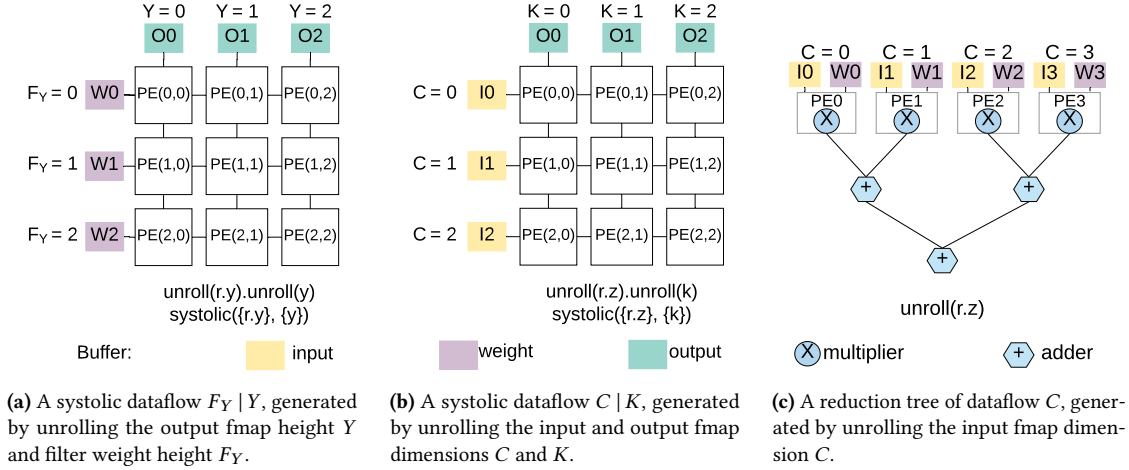 Y = 0 Y = 1 Y = 2
O0 O1 O2
F_Y = 0 W0 PE(0,0) PE(0,1) PE(0,2)
F_Y = 1 W1 PE(1,0) PE(1,1) PE(1,2)
F_Y = 2 W2 PE(2,0) PE(2,1) PE(2,2)
unroll(r.y).unroll(y)
systolic({r.y}, {y})
K = 0 K = 1 K = 2
O0 O1 O2
C = 0 I0 PE(0,0) PE(0,1) PE(0,2)
C = 1 I1 PE(1,0) PE(1,1) PE(1,2)
C = 2 I2 PE(2,0) PE(2,1) PE(2,2)
unroll(r.z).unroll(k)
systolic({r.z}, {k})
C = 0 C = 1 C = 2 C = 3
I0 W0 I1 W1 I2 W2 I3 W3
PE0 PE1 PE2 PE3
X X X X
+ +
+
unroll(r.z)
Buffer: input weight output X multiplier + adder
(a) A systolic dataflow F_Y | Y, generated
by unrolling the output fmap height Y
and filter weight height F_Y.
(b) A systolic dataflow C | K, generated
by unrolling the input and output fmap
dimensions C and K.
(c) A reduction tree of dataflow C, gener-
ated by unrolling the input fmap dimen-
sion C.